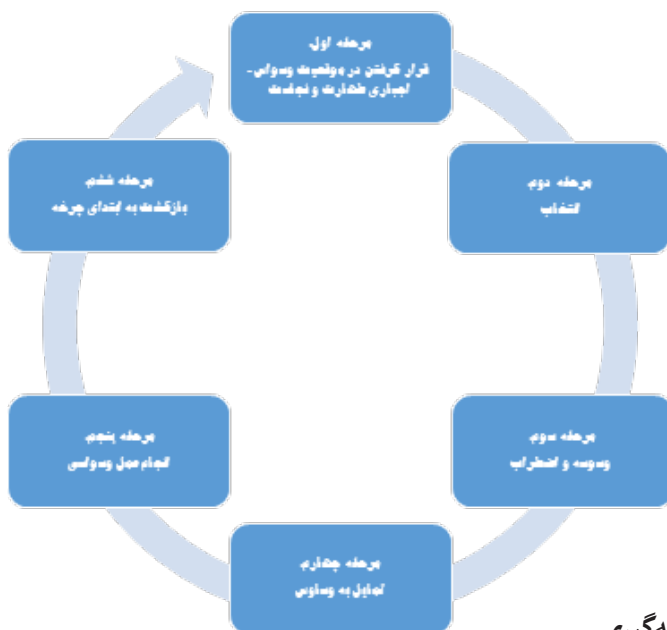 مرحله اول
قرار گرفتن در موقعیت وسواس-
اجباری طهارت و نجاست
مرحله دوم
انتخاب
مرحله سوم
وسوسه و اضطراب
مرحله چهارم
تمایل به وسواس
مرحله پنجم
انجام عمل وسواسی
مرحله ششم
بازگشت به ابتدای چرخه